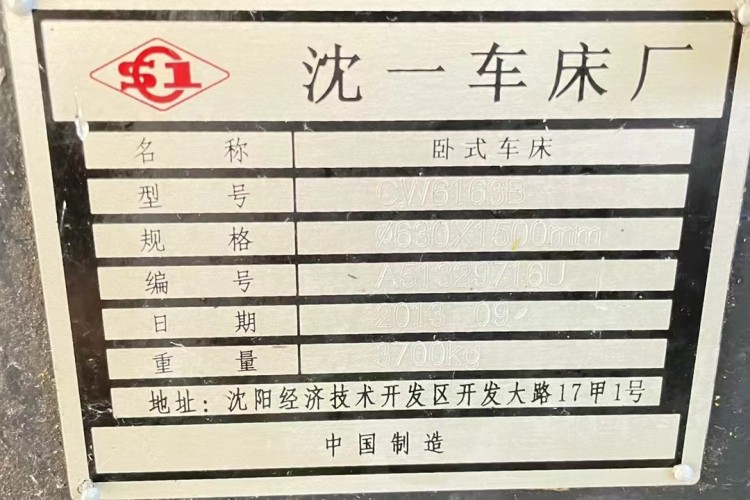 S1 沈一车床厂
名称 卧式车床
型号 CW6163B
规格 Ø630X1500mm
编号 A51329716U
日期 2013 09
重量 3700kg
地址：沈阳经济技术开发区开发大路17甲1号
中国制造